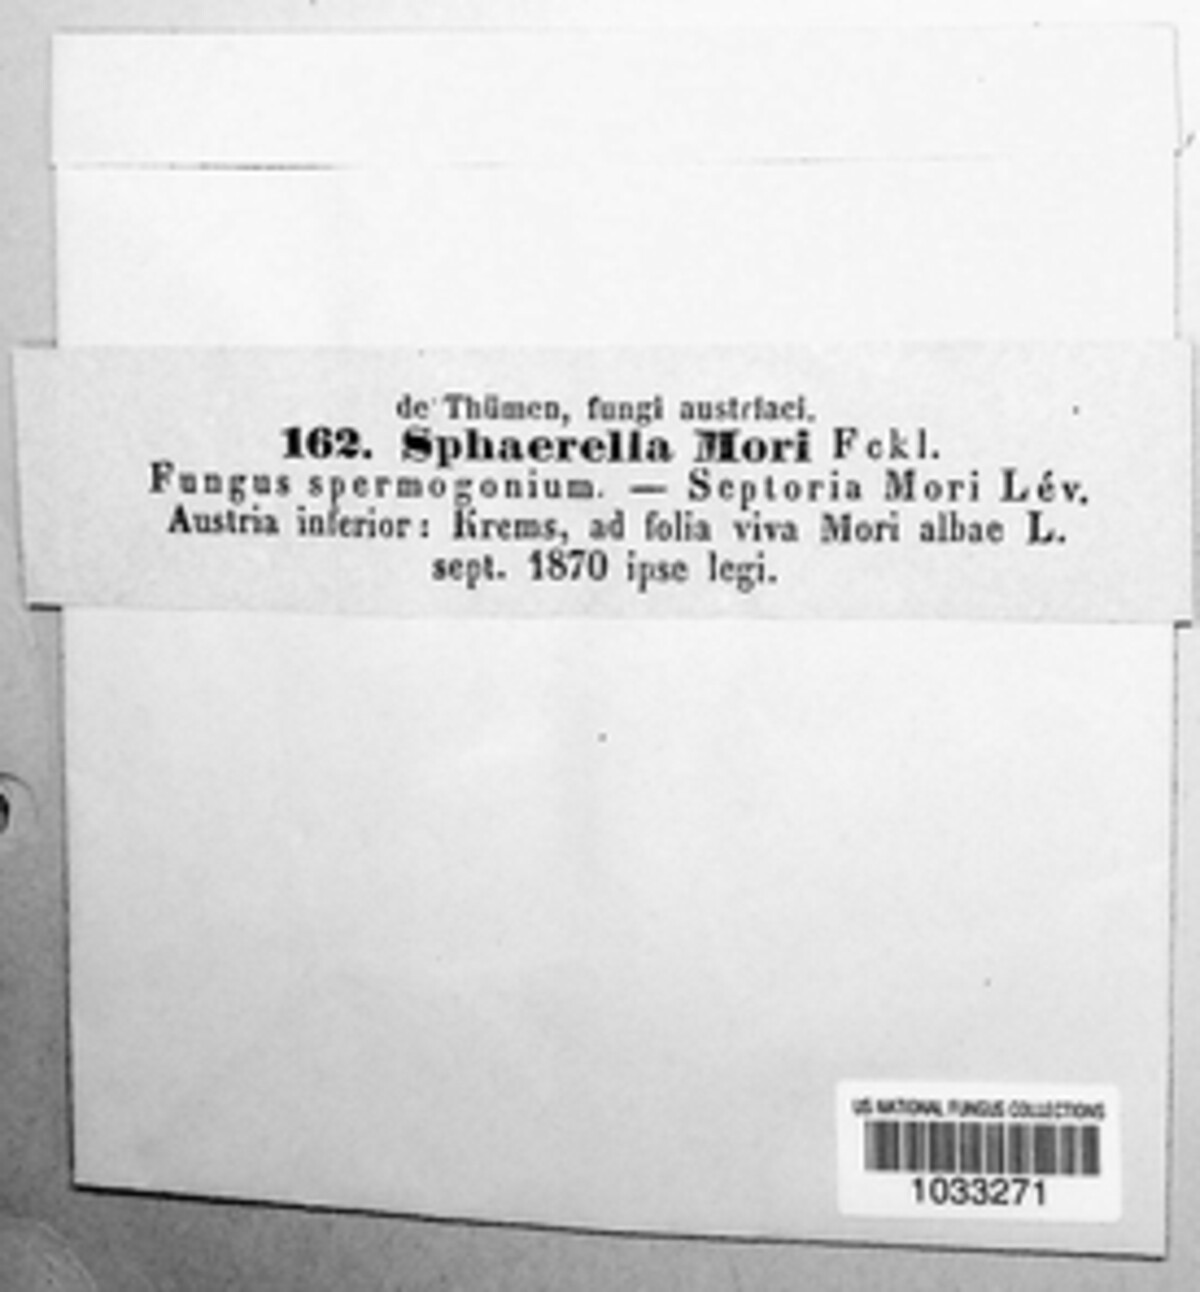 de Thümen, fungi austriaci.
162. Sphaerella Mori Fckl.
Fungus spermogonium. — Septoria Mori Lév.
Austria inferior: Krems, ad folia viva Mori albae L.
sept. 1870 ipse legi.
US NATIONAL FUNGUS COLLECTIONS
1033271